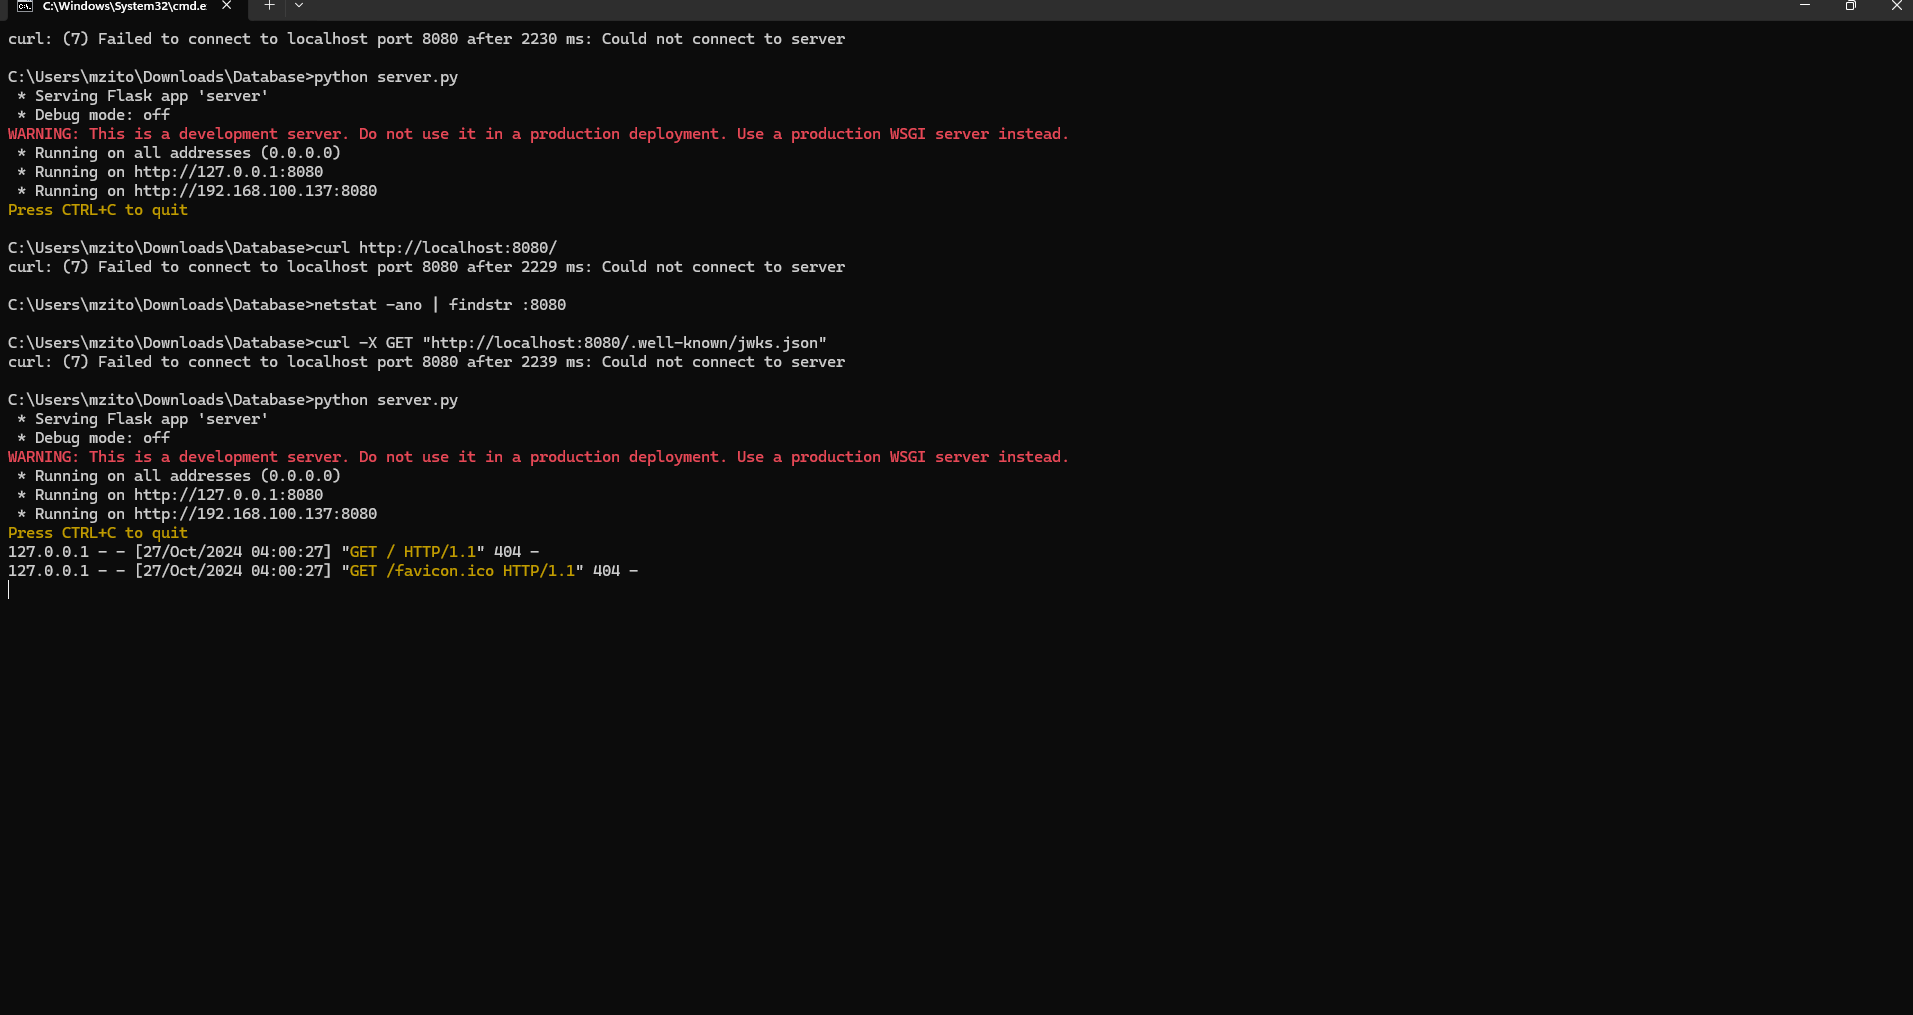 C:\Windows\System32\cmd.e
curl: (7) Failed to connect to localhost port 8080 after 2230 ms: Could not connect to server
C:\Users\mzito\Downloads\Database>python server.py
* Serving Flask app 'server'
* Debug mode: off
WARNING: This is a development server. Do not use it in a production deployment. Use a production WSGI server instead.
* Running on all addresses (0.0.0.0)
* Running on http://127.0.0.1:8080
* Running on http://192.168.100.137:8080
Press CTRL+C to quit
C:\Users\mzito\Downloads\Database>curl http://localhost:8080/
curl: (7) Failed to connect to localhost port 8080 after 2229 ms: Could not connect to server
C:\Users\mzito\Downloads\Database>netstat -ano | findstr :8080
C:\Users\mzito\Downloads\Database>curl -X GET "http://localhost:8080/.well-known/jwks.json"
curl: (7) Failed to connect to localhost port 8080 after 2239 ms: Could not connect to server
C:\Users\mzito\Downloads\Database>python server.py
* Serving Flask app 'server'
* Debug mode: off
WARNING: This is a development server. Do not use it in a production deployment. Use a production WSGI server instead.
* Running on all addresses (0.0.0.0)
* Running on http://127.0.0.1:8080
* Running on http://192.168.100.137:8080
Press CTRL+C to quit
127.0.0.1 - - [27/Oct/2024 04:00:27] "GET / HTTP/1.1" 404 -
127.0.0.1 - - [27/Oct/2024 04:00:27] "GET /favicon.ico HTTP/1.1" 404 -